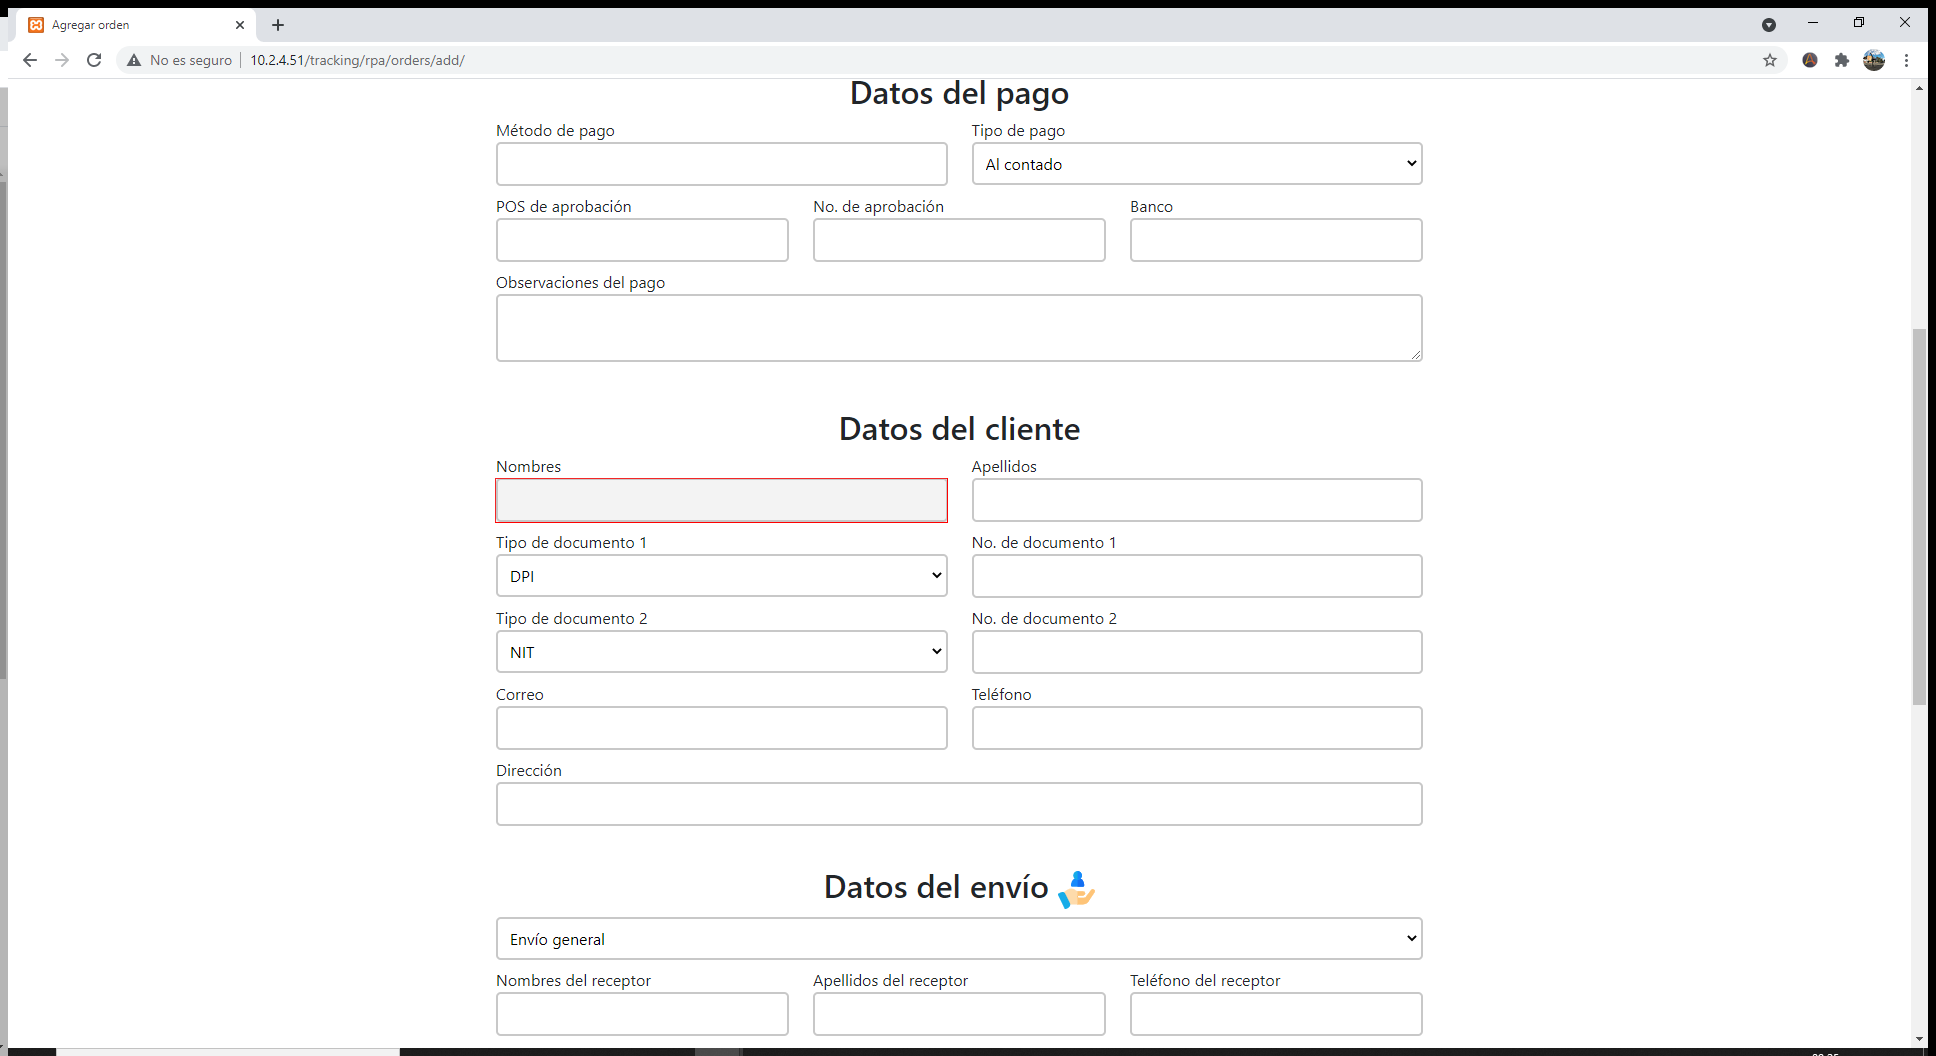 Agregar orden
No es seguro 10.2.4.51/tracking/rpa/orders/add/
Datos del pago
Método de pago Tipo de pago
Al contado
POS de aprobación No. de aprobación Banco
Observaciones del pago
Datos del cliente
Nombres Apellidos
Tipo de documento 1 No. de documento 1
DPI
Tipo de documento 2 No. de documento 2
NIT
Correo Teléfono
Dirección
Datos del envío
Envío general
Nombres del receptor Apellidos del receptor Teléfono del receptor